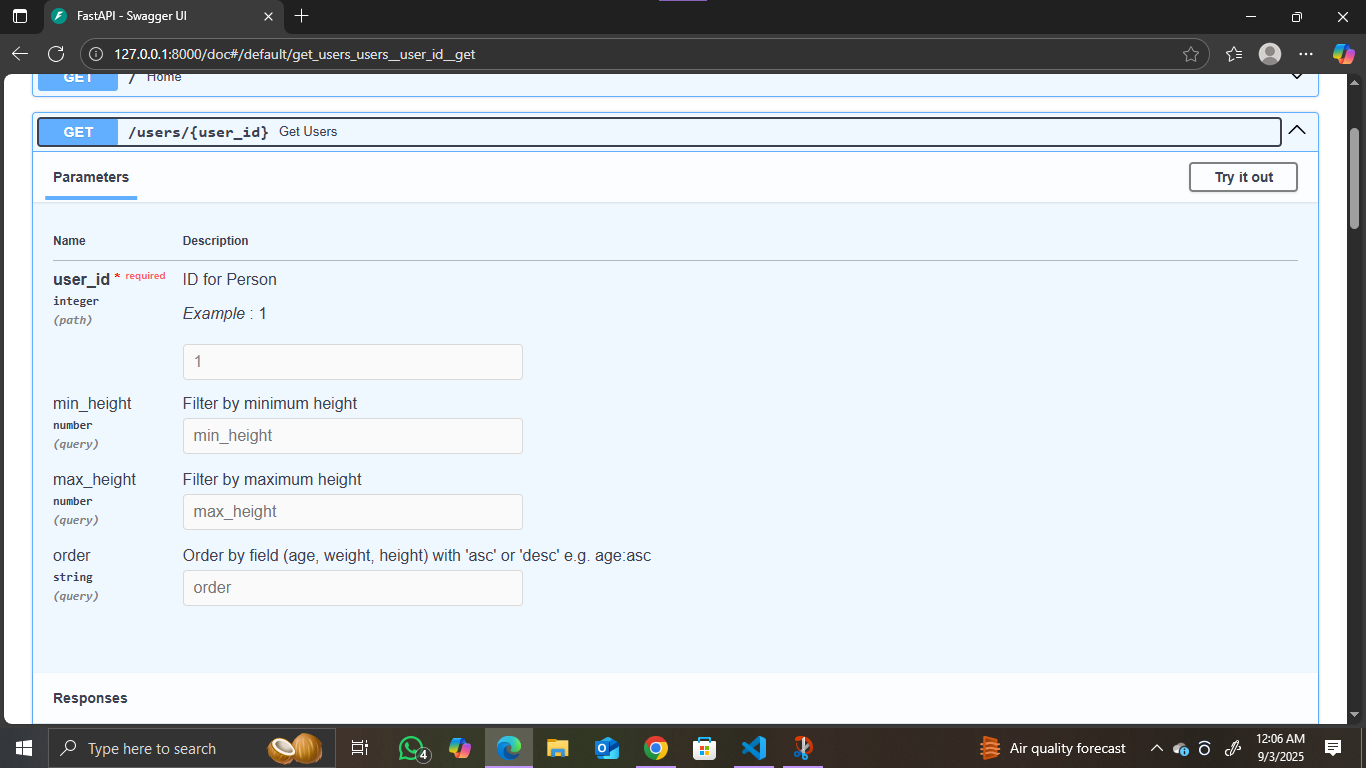 FastAPI - Swagger UI
127.0.0.1:8000/doc#/default/get_users_users__user_id__get
GET / Home
GET /users/{user_id} Get Users
Parameters
Try it out
Name Description
user_id * required ID for Person
integer
(path)
Example : 1
1
min_height Filter by minimum height
number
(query)
min_height
max_height Filter by maximum height
number
(query)
max_height
order Order by field (age, weight, height) with 'asc' or 'desc' e.g. age:asc
string
(query)
order
Responses
Type here to search
4
Air quality forecast
12:06 AM
9/3/2025